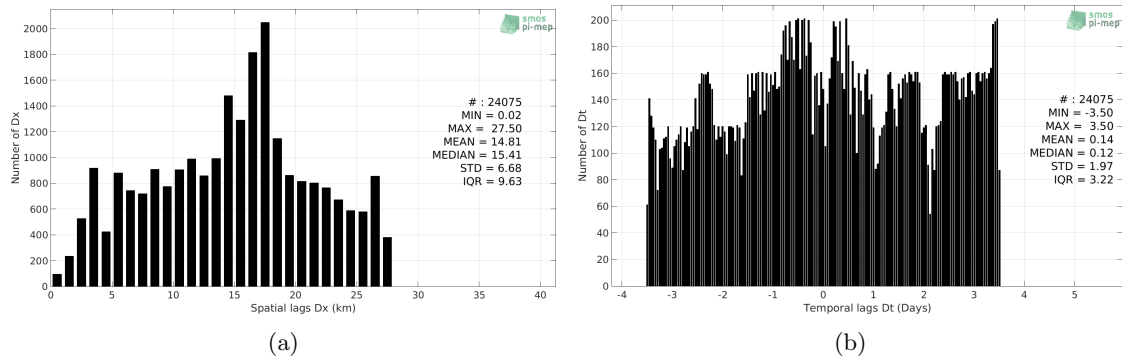 2000
1800
1600
1400
1200
1000
800
600
400
200
0
Number of Dx
smos
pi-mep
# : 24075
MIN = 0.02
MAX = 27.50
MEAN = 14.81
MEDIAN = 15.41
STD = 6.68
IQR = 9.63
0 5 10 15 20 25 30 35 40
Spatial lags Dx (km)
(a)
200
180
160
140
120
100
80
60
40
20
0
Number of Dt
smos
pi-mep
# : 24075
MIN = -3.50
MAX = 3.50
MEAN = 0.14
MEDIAN = 0.12
STD = 1.97
IQR = 3.22
-4 -3 -2 -1 0 1 2 3 4 5
Temporal lags Dt (Days)
(b)